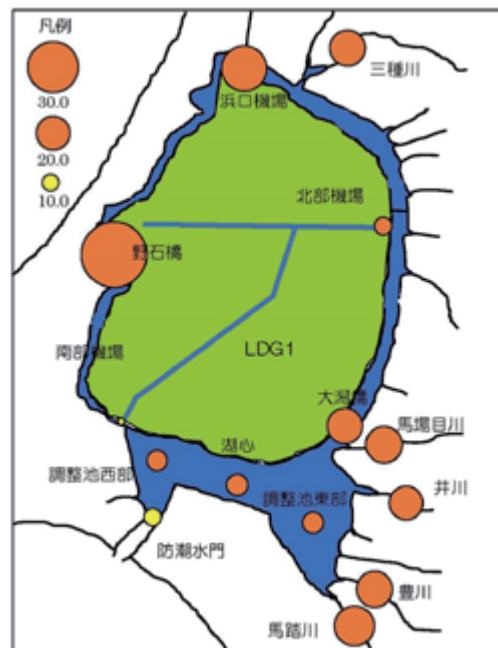 凡例
30.0
20.0
10.0
三種川
浜口機場
北部機場
野石橋
南部機場
LDG1
大潟橋
馬場目川
湖心
調整池西部
調整池東部
井川
防潮水門
豊川
馬踏川